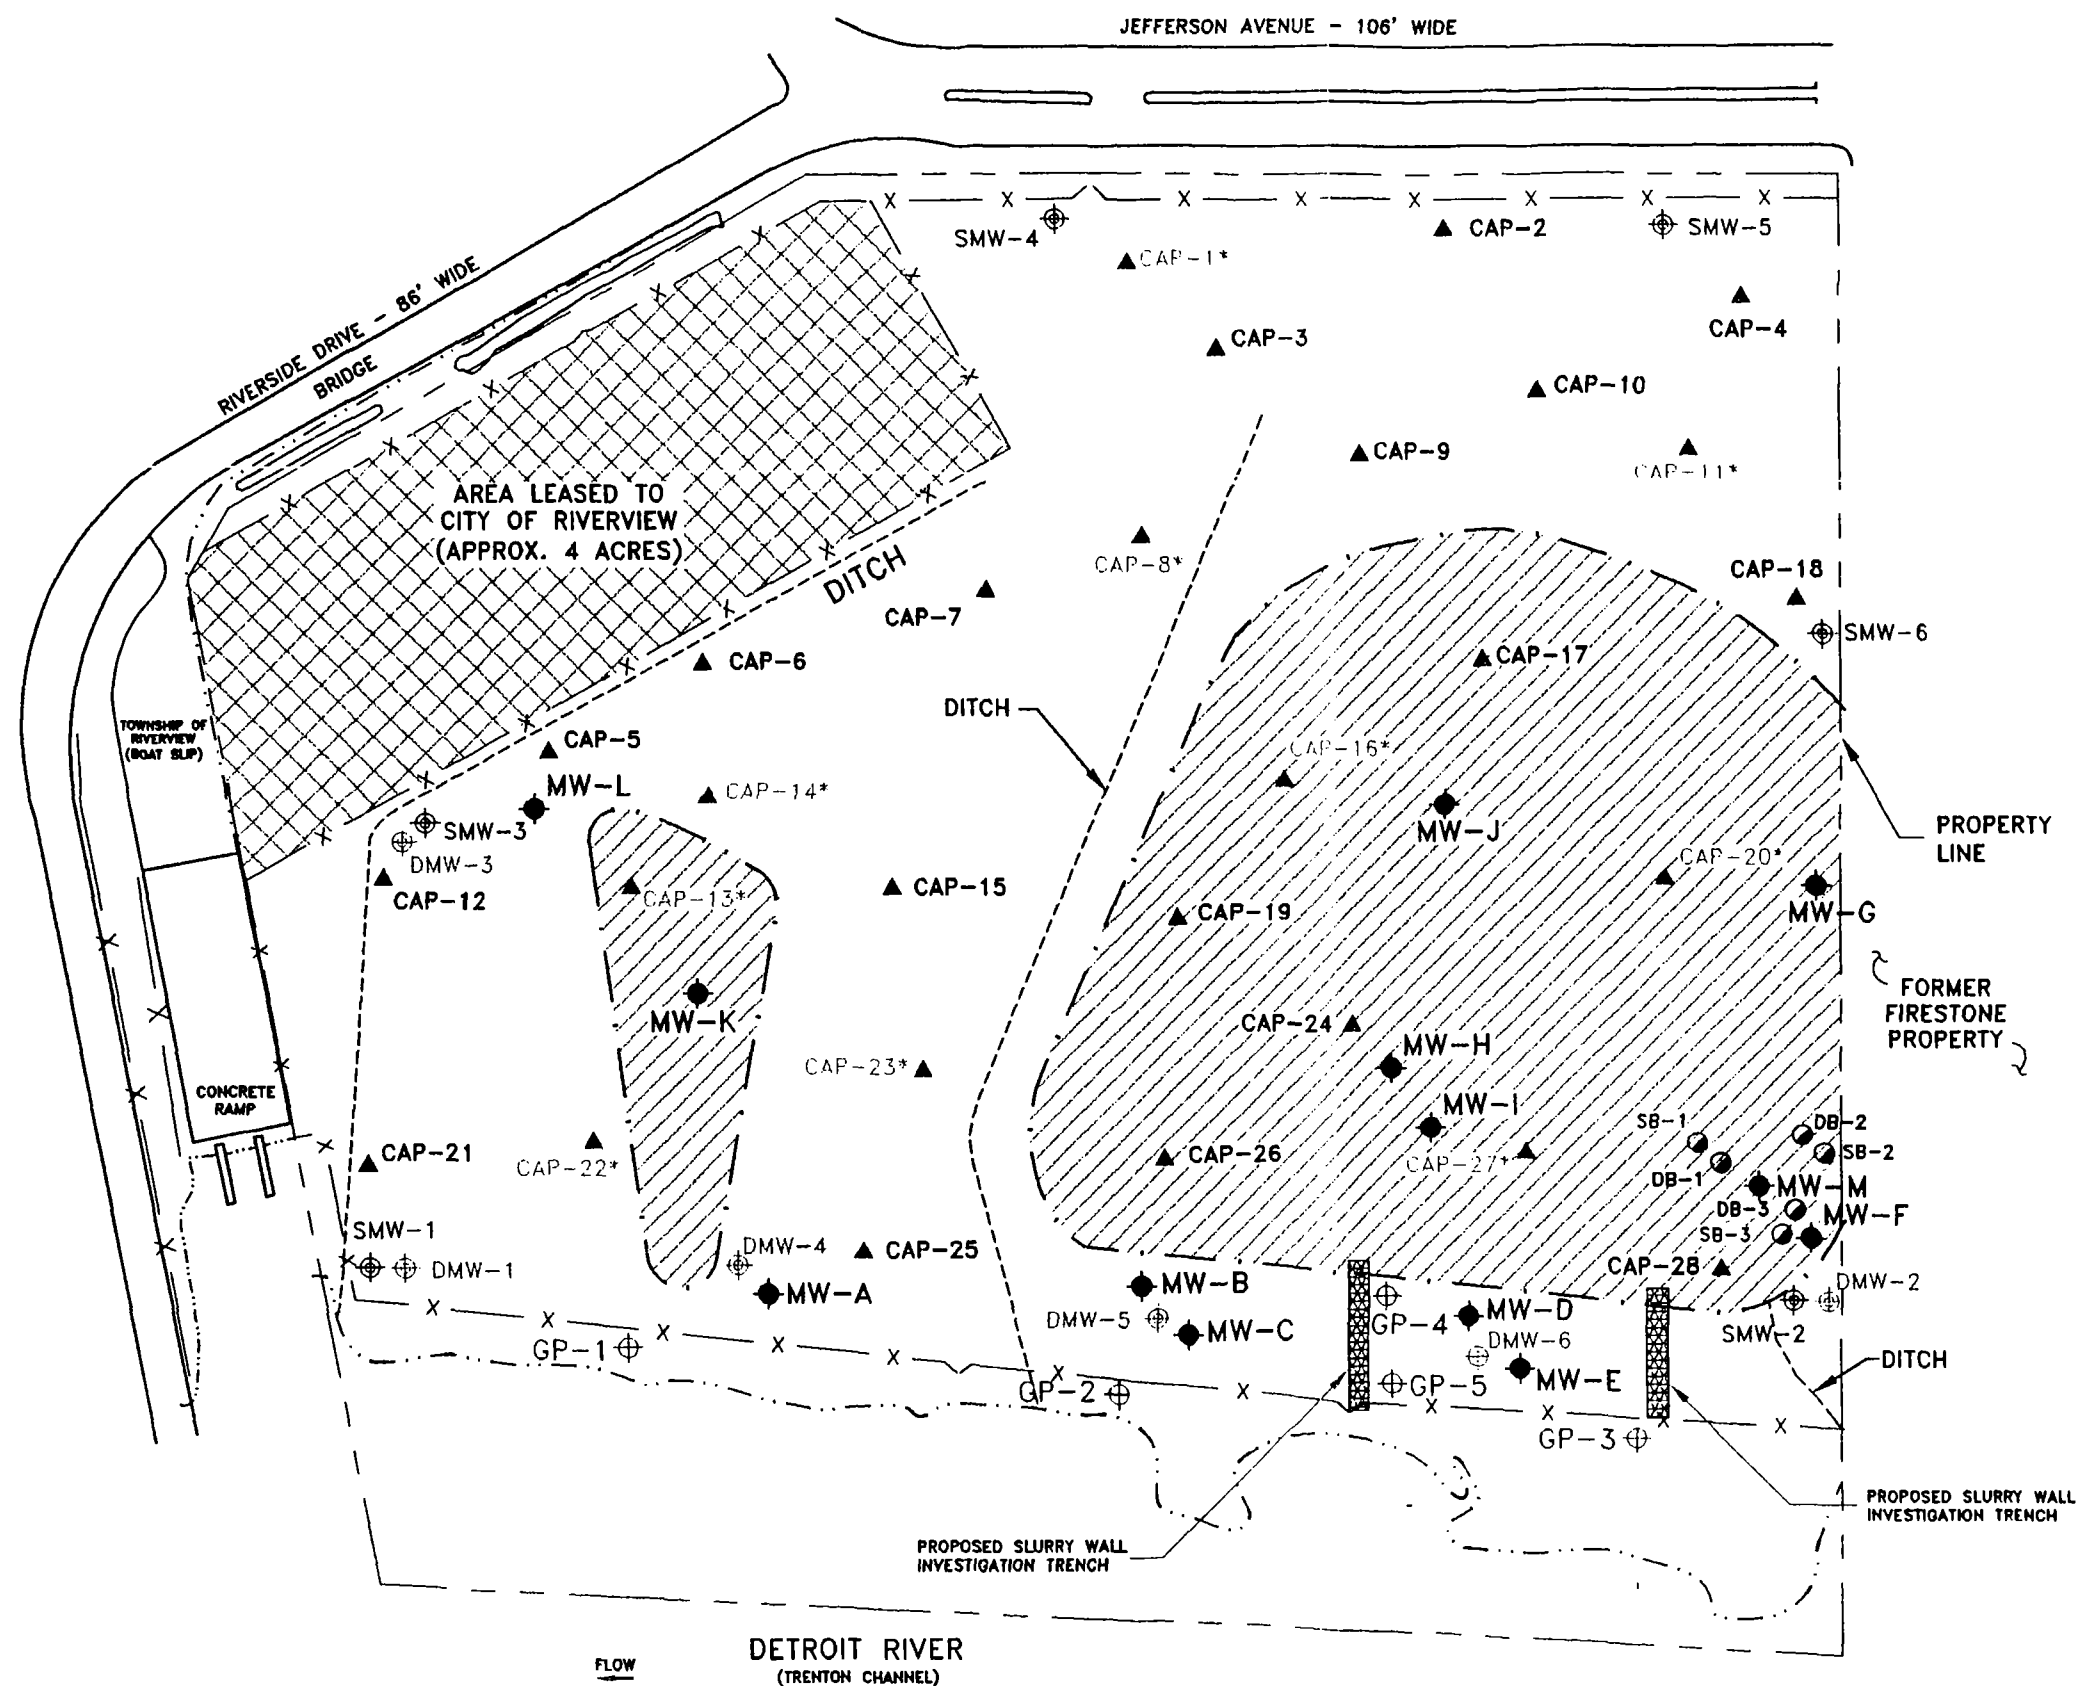 JEFFERSON AVENUE - 106' WIDE
SMW-4
CAP-1*
CAP-2
SMW-5
CAP-4
CAP-3
RIVERSIDE DRIVE - 86' WIDE
BRIDGE
CAP-10
CAP-9
CAP-11*
AREA LEASED TO
CITY OF RIVERVIEW
(APPROX. 4 ACRES)
DITCH
CAP-8*
CAP-7
CAP-18
SMW-6
CAP-6
CAP-17
DITCH
TOWNSHIP OF
RIVERVIEW
(BOAT SLIP)
CAP-5
CAP-16*
MW-L
CAP-14*
MW-J
SMW-3
DMW-3
PROPERTY
LINE
CAP-20*
CAP-12
CAP-13*
CAP-15
CAP-19
MW-G
FORMER
FIRESTONE
PROPERTY
MW-K
CAP-24
MW-H
CAP-23*
CONCRETE
RAMP
MW-I
SB-1
DB-2
CAP-21
CAP-22*
CAP-26
CAP-27*
SB-2
DB-1
MW-M
DB-3
MW-F
SB-3
SMW-1
DMW-1
DMW-4
CAP-25
CAP-28
DMW-2
MW-A
MW-B
DMW-5
MW-C
GP-4
MW-D
DMW-6
SMW-2
GP-1
DITCH
GP-2
GP-5
MW-E
GP-3
PROPOSED SLURRY WALL
INVESTIGATION TRENCH
PROPOSED SLURRY WALL
INVESTIGATION TRENCH
DETROIT RIVER
(TRENTON CHANNEL)
FLOW